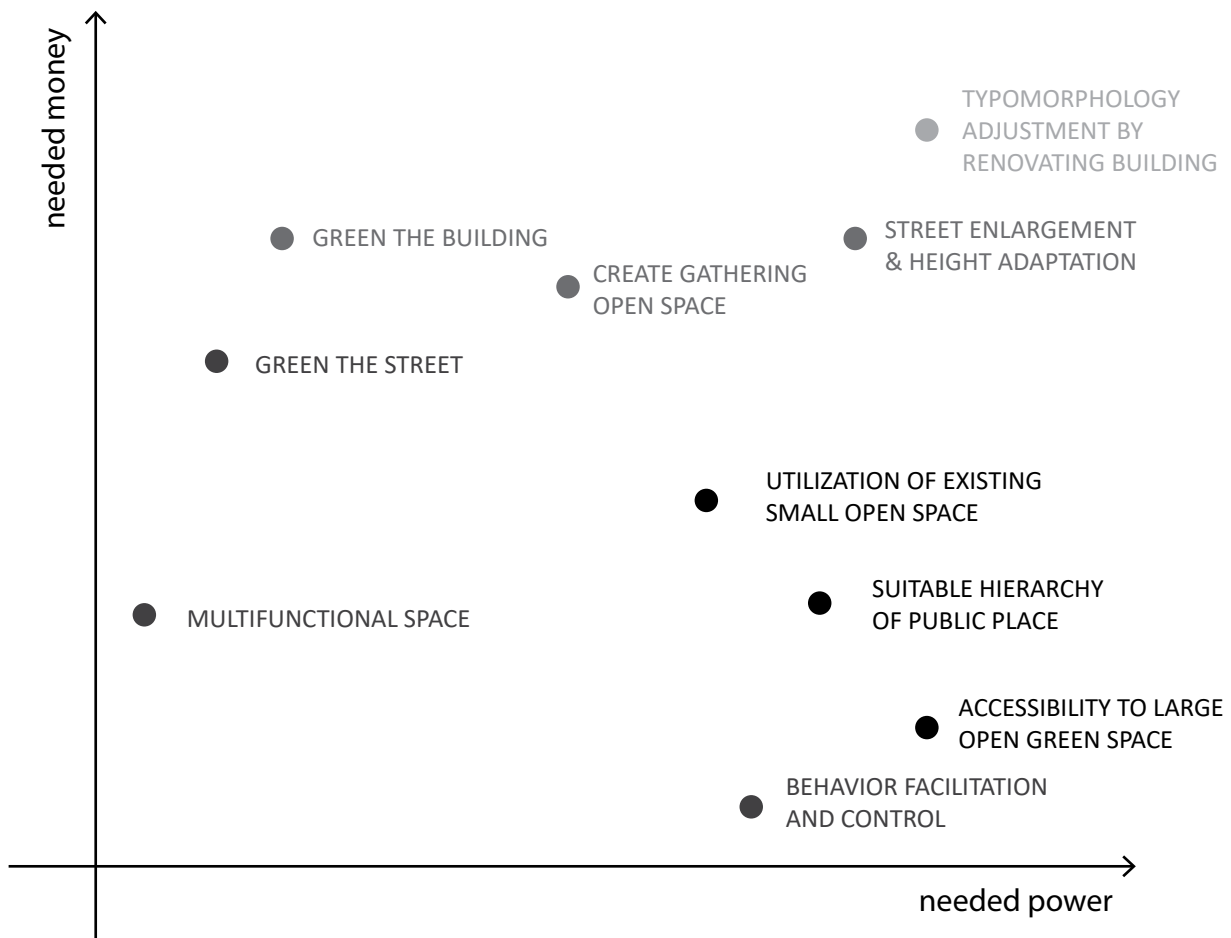 needed money
TYPOMORPHOLOGY
ADJUSTMENT BY
RENOVATING BUILDING
GREEN THE BUILDING
STREET ENLARGEMENT
& HEIGHT ADAPTATION
CREATE GATHERING
OPEN SPACE
GREEN THE STREET
UTILIZATION OF EXISTING
SMALL OPEN SPACE
SUITABLE HIERARCHY
OF PUBLIC PLACE
MULTIFUNCTIONAL SPACE
ACCESSIBILITY TO LARGE
OPEN GREEN SPACE
BEHAVIOR FACILITATION
AND CONTROL
needed power